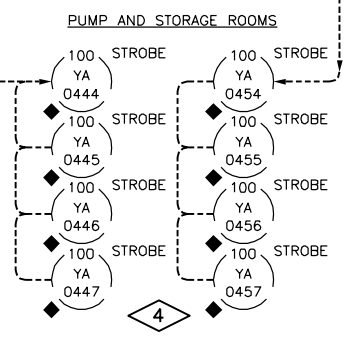 PUMP AND STORAGE ROOMS
100 STROBE
YA
0444
100 STROBE
YA
0445
100 STROBE
YA
0446
100 STROBE
YA
0447
100 STROBE
YA
0454
100 STROBE
YA
0455
100 STROBE
YA
0456
100 STROBE
YA
0457
4